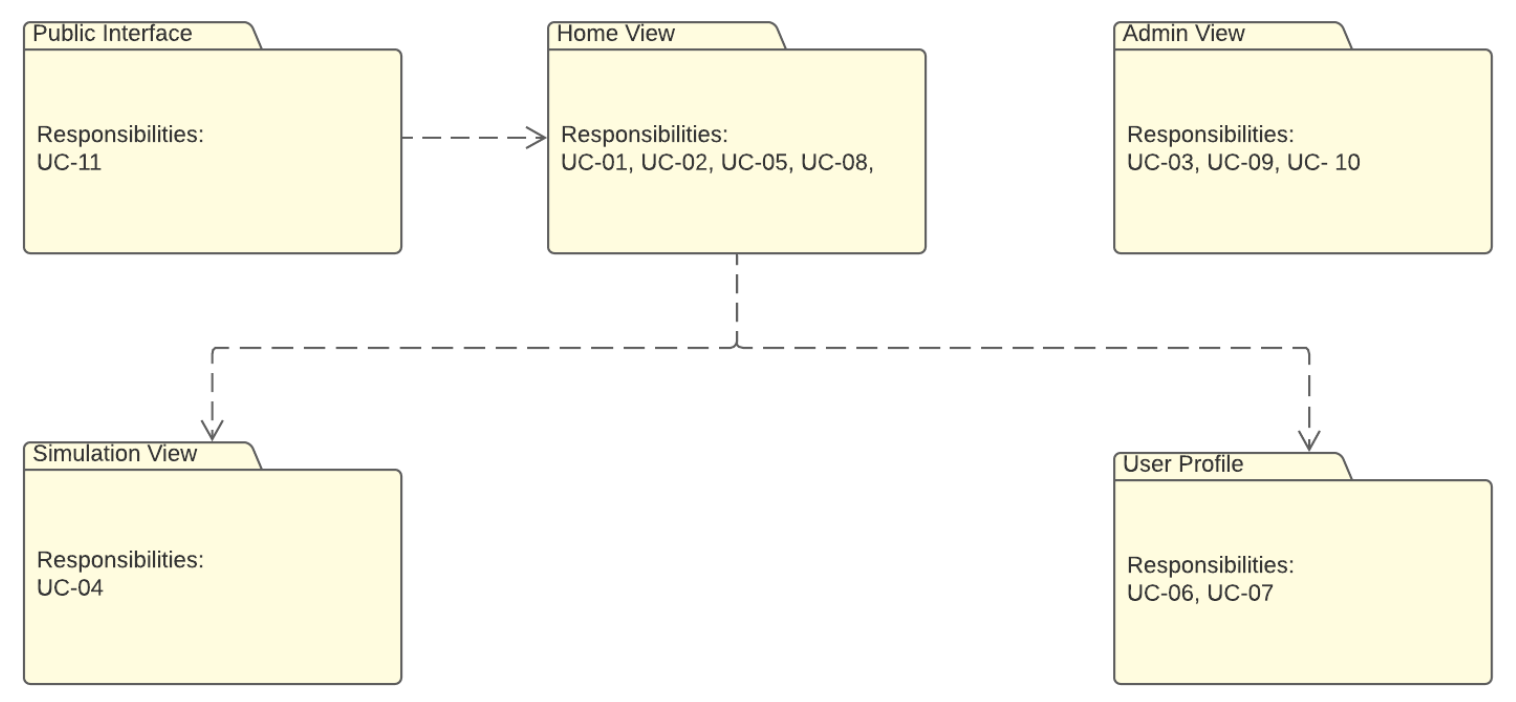 Public Interface
Responsibilities:
UC-11
Home View
Responsibilities:
UC-01, UC-02, UC-05, UC-08,
Admin View
Responsibilities:
UC-03, UC-09, UC- 10
Simulation View
Responsibilities:
UC-04
User Profile
Responsibilities:
UC-06, UC-07